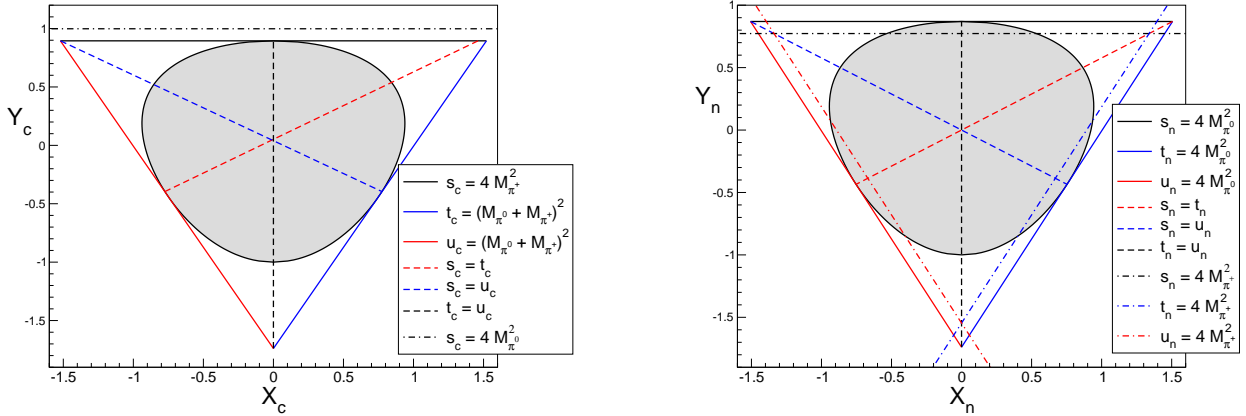 1
0.5
0
-0.5
-1
-1.5
Y_c
-1.5
-1
-0.5
0
0.5
1
1.5
X_c
s_c = 4 M_{π^+}^2
t_c = (M_{π^0} + M_{π^+})^2
u_c = (M_{π^0} + M_{π^+})^2
s_c = t_c
s_c = u_c
t_c = u_c
s_c = 4 M_{π^0}^2
1
0.5
0
-0.5
-1
-1.5
Y_n
-1.5
-1
-0.5
0
0.5
1
1.5
X_n
s_n = 4 M_{π^0}^2
t_n = 4 M_{π^0}^2
u_n = 4 M_{π^0}^2
s_n = t_n
s_n = u_n
t_n = u_n
s_n = 4 M_{π^+}^2
t_n = 4 M_{π^+}^2
u_n = 4 M_{π^+}^2